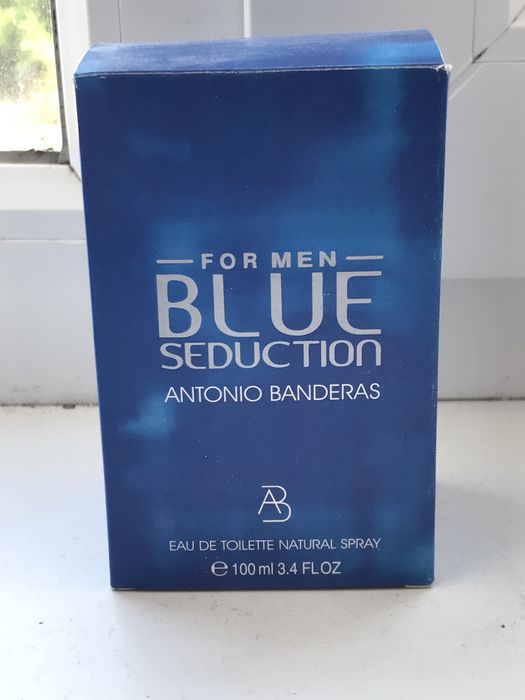 FOR MEN
BLUE
SEDUCTION
ANTONIO BANDERAS
AB
EAU DE TOILETTE NATURAL SPRAY
℮ 100 ml 3.4 FL OZ